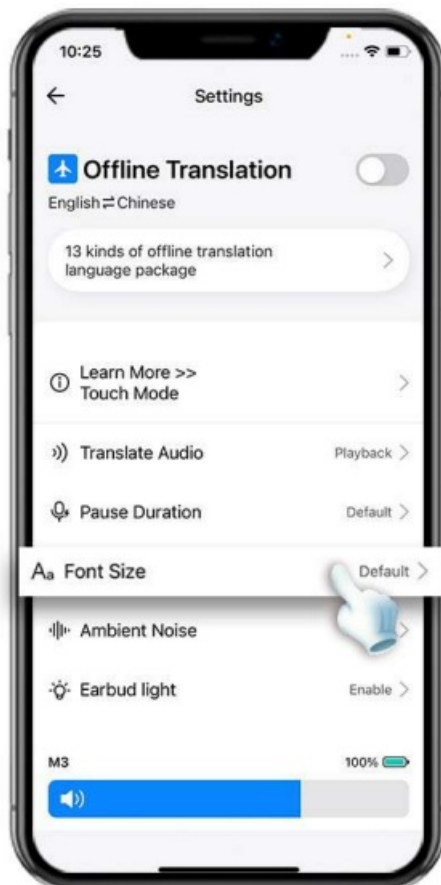 10:25
Settings
Offline Translation
English⇌Chinese
13 kinds of offline translation
language package
Learn More >>
Touch Mode
Translate Audio
Playback >
Pause Duration
Default >
Aa Font Size
Default >
Ambient Noise
>
Earbud light
Enable >
M3
100%